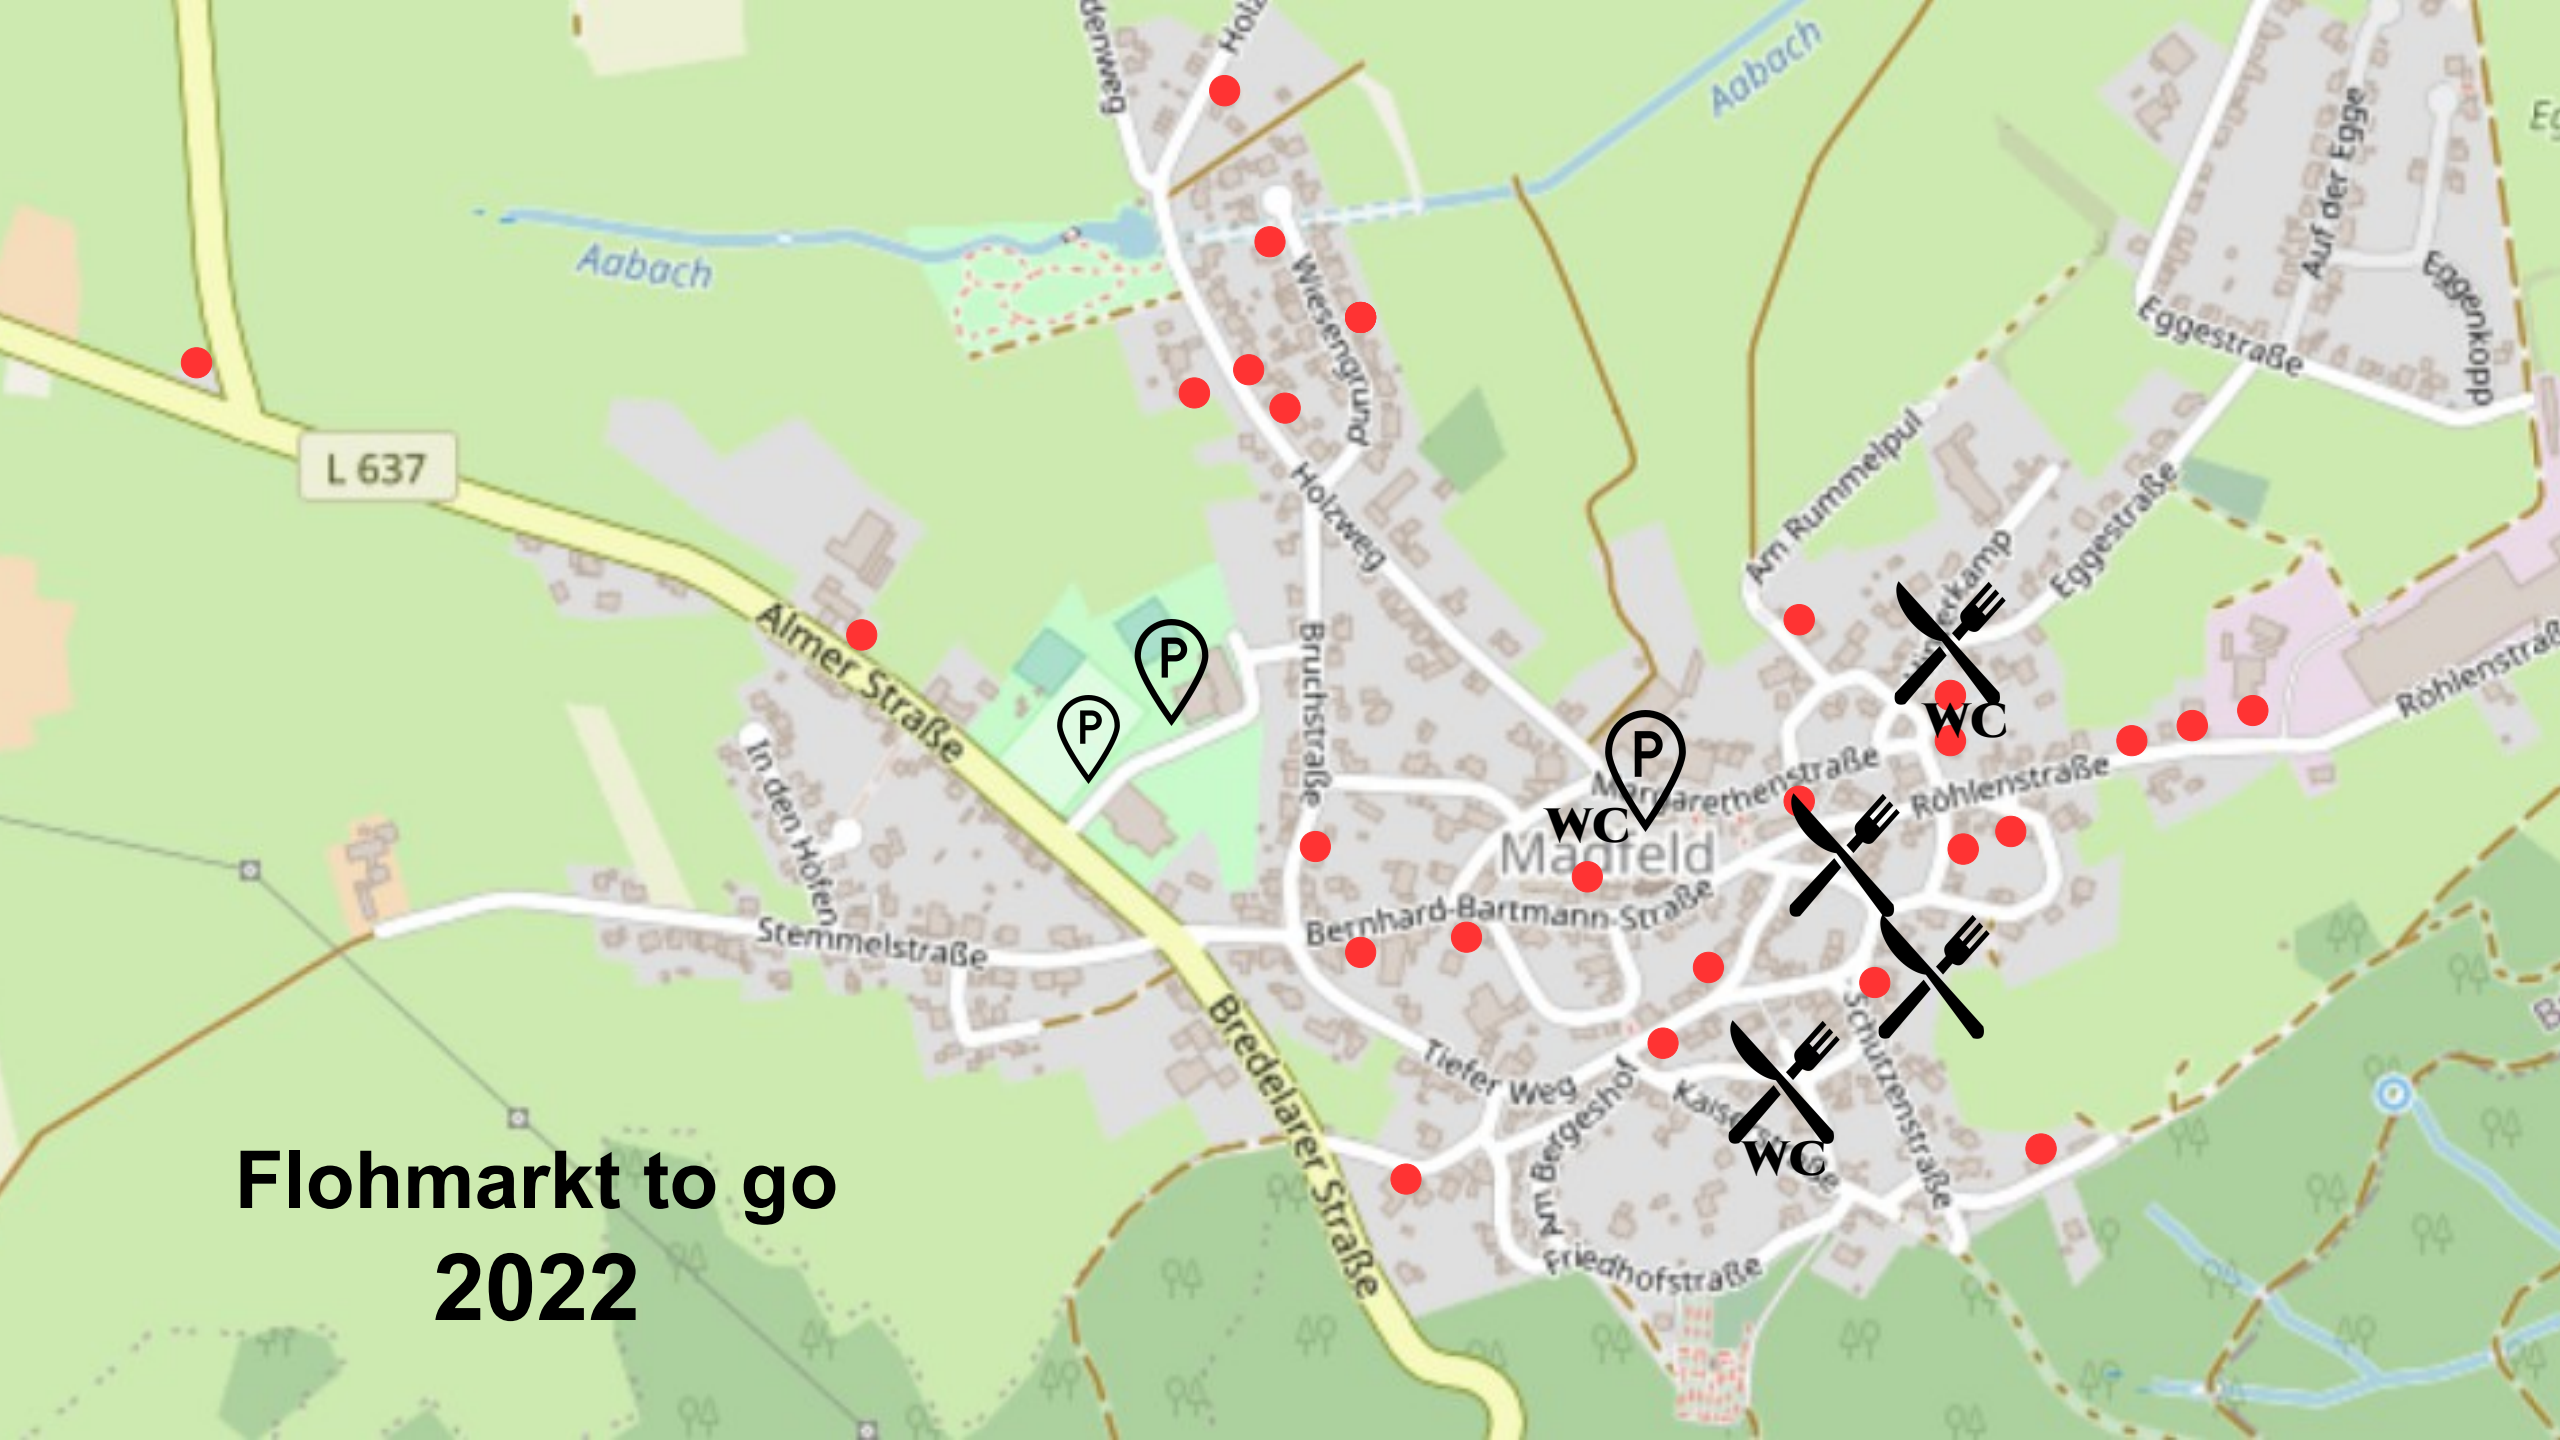 Holz
Aabach
Auf der Egge
Aabach
Wiesengrund
Eggestraße
Eggenkopp
L 637
Holzweg
Am Rummelpul
Eggestraße
Almer Straße
P
P
Bruchstraße
Röhlenstraß
WC
P
Margarethenstraße
Röhlenstraße
WC
Madfeld
In den Höfen
Bernhard-Bartmann-Straße
Stemmelstraße
Bredelarer Straße
Tiefer Weg
Am Bergeshof
Schützenstraße
WC
Friedhofstraße
Flohmarkt to go
2022